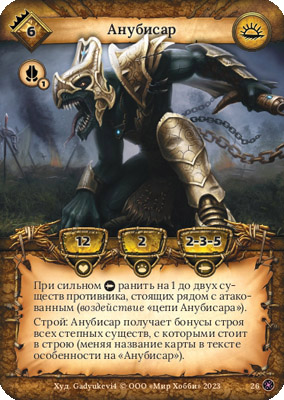 6
Анубисар
1
12
2
2-3-5
При сильном ранить на 1 до двух су-
ществ противника, стоящих рядом с атако-
ванным (воздействие «цепи Анубисара»).
Строй: Анубисар получает бонусы строя
всех степных существ, с которыми стоит
в строю (меняя название карты в тексте
особенности на «Анубисар»).
Худ. Gadyukevi4 © ООО «Мир Хобби» 2023
26